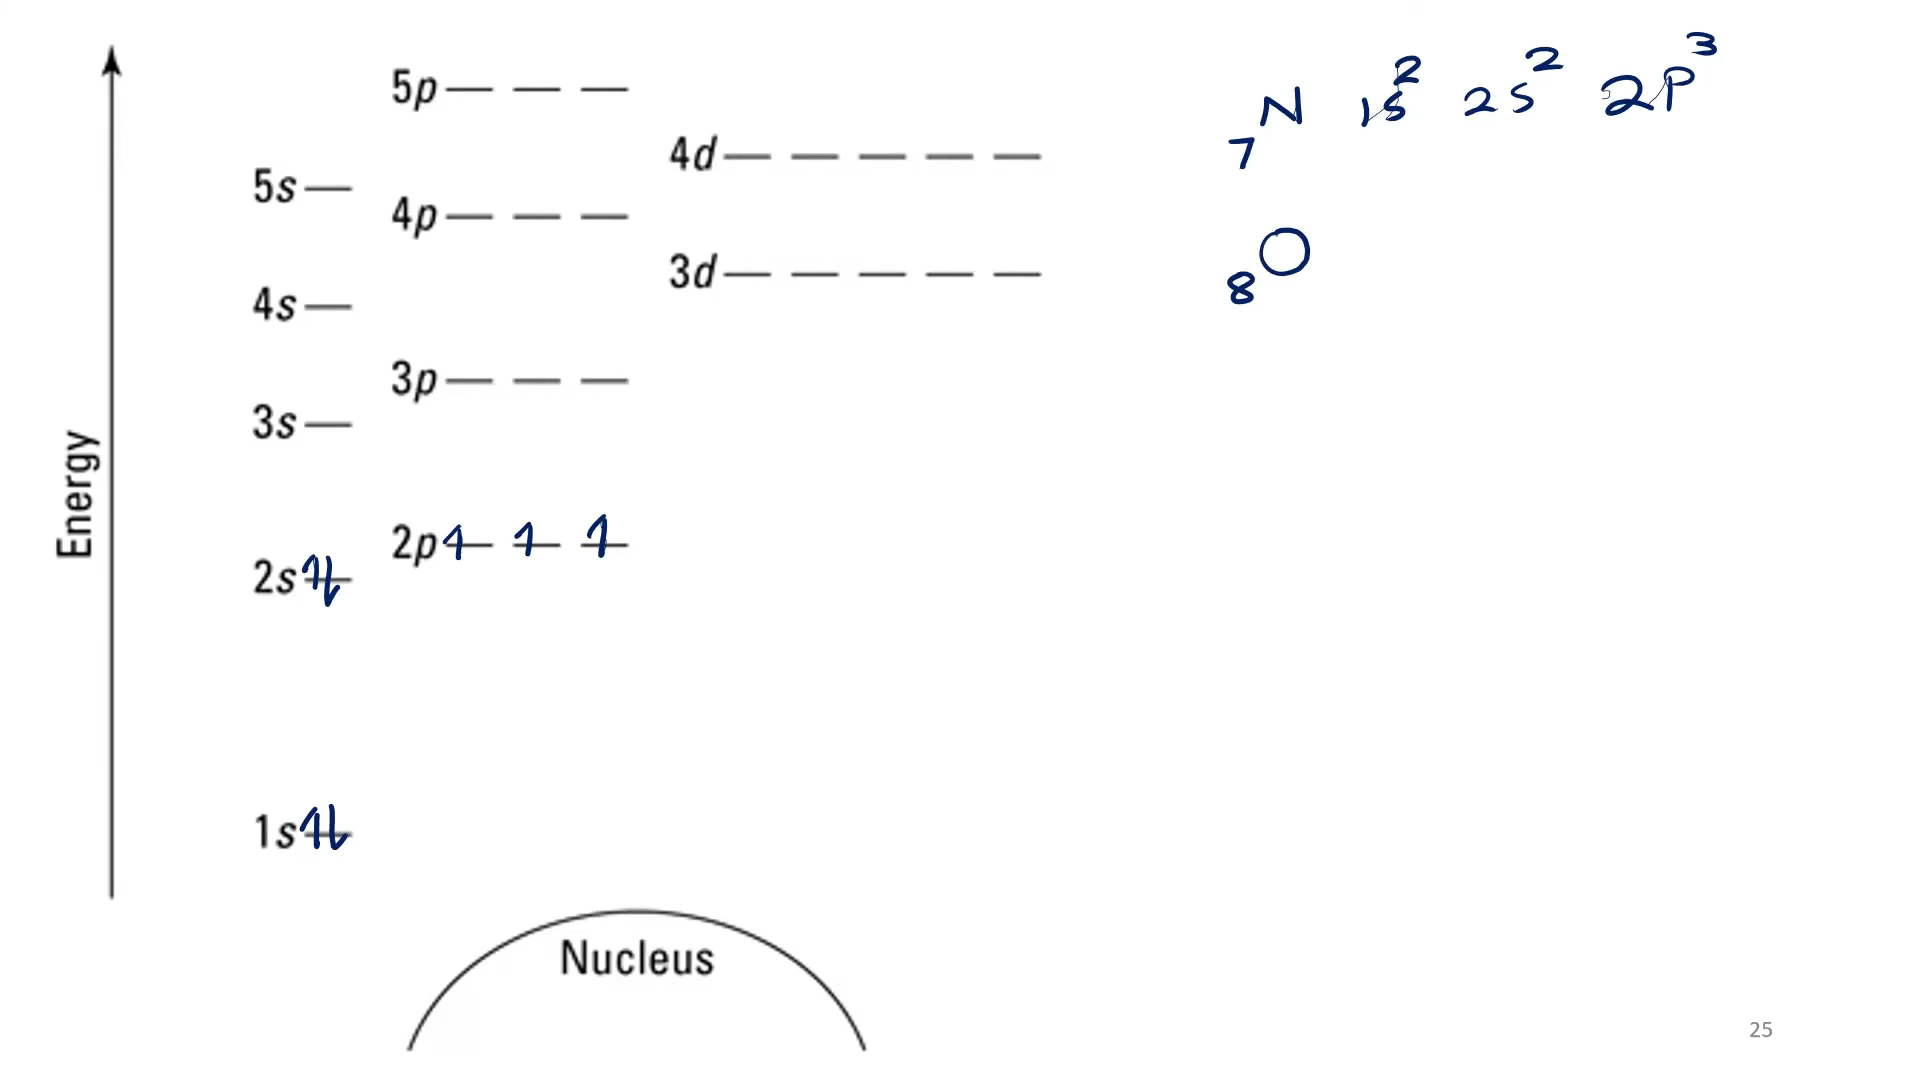 5p
4d
5s
4p
3d
4s
3p
3s
2p
2s
1s
Energy
Nucleus
₇N 1s² 2s² 2p³
₈O
25